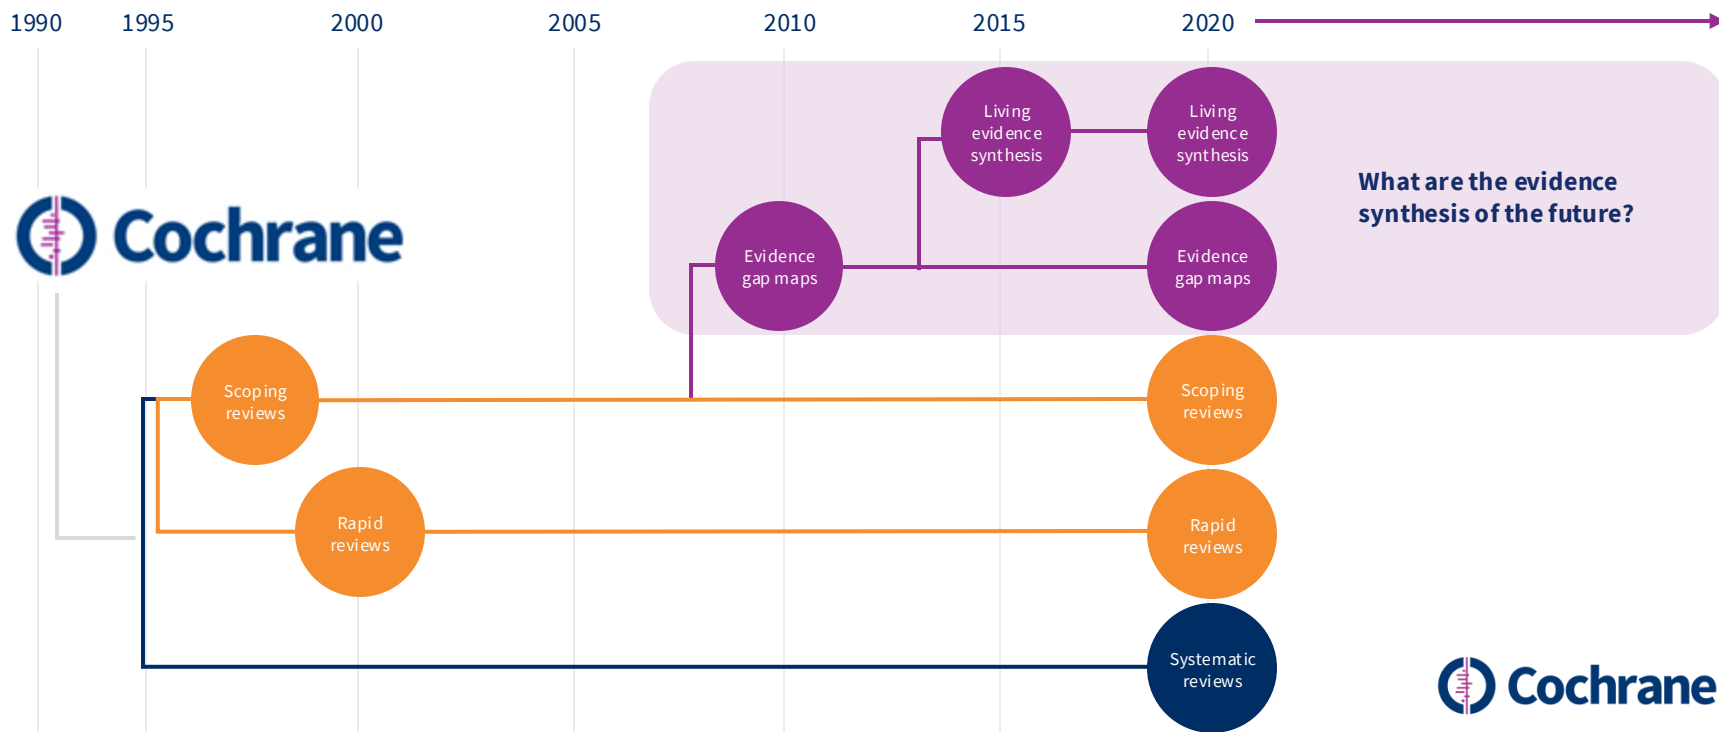 1990 1995 2000 2005 2010 2015 2020
Living
evidence
synthesis
Living
evidence
synthesis
What are the evidence
synthesis of the future?
Cochrane
Evidence
gap maps
Evidence
gap maps
Scoping
reviews
Scoping
reviews
Rapid
reviews
Rapid
reviews
Systematic
reviews
Cochrane